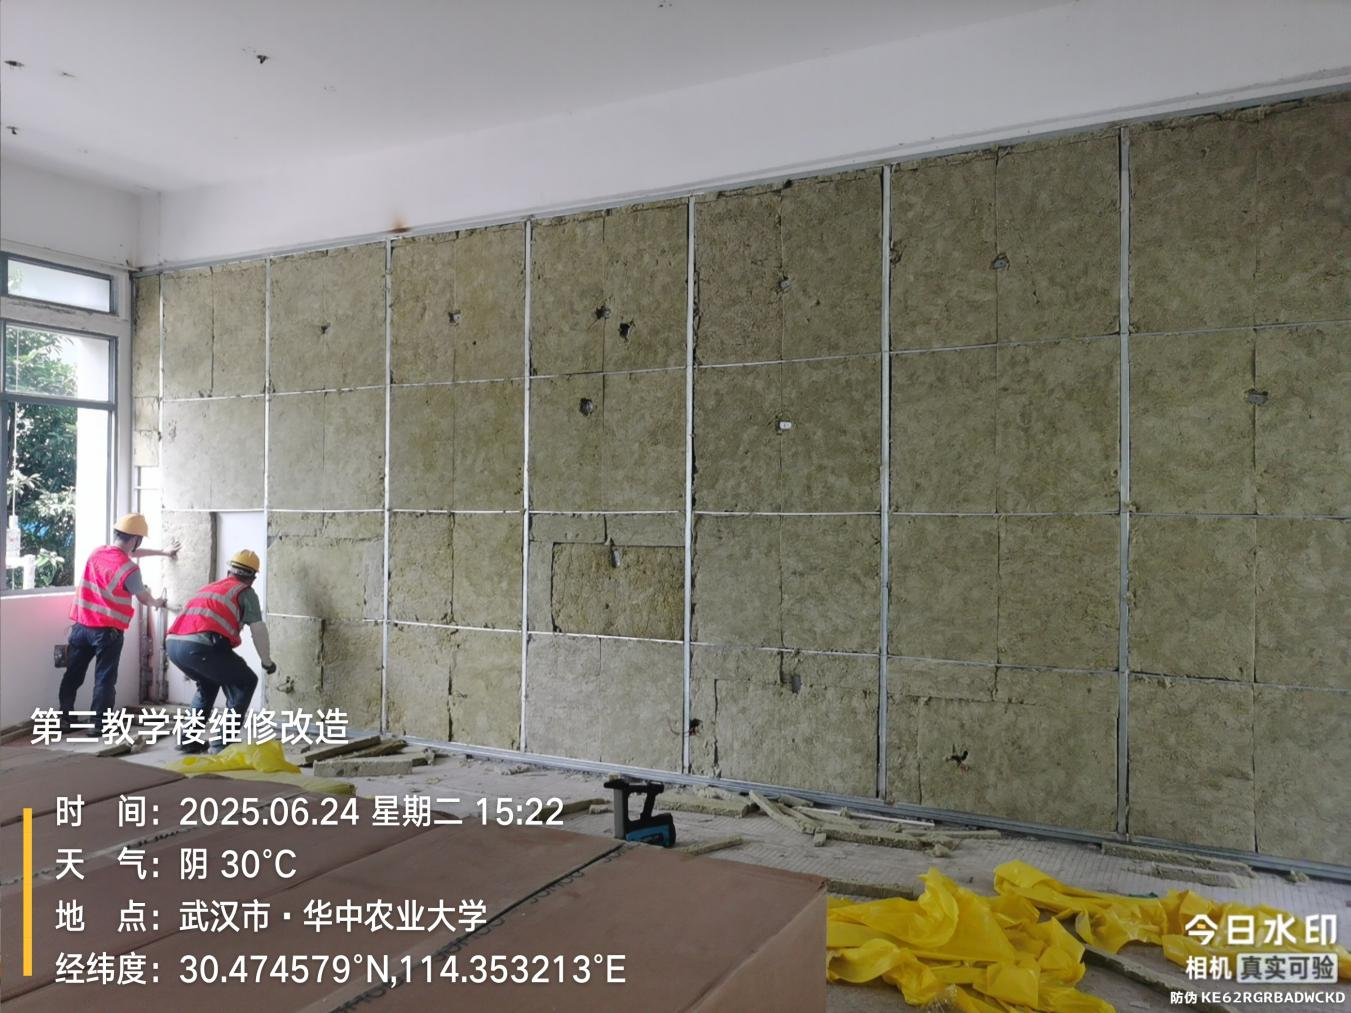 第三教学楼维修改造
时 间：2025.06.24 星期二 15:22
天 气：阴 30°C
地 点：武汉市·华中农业大学
经纬度：30.474579°N,114.353213°E
今日水印
相机 真实可验
防伪 KE62RGRBADWCKD